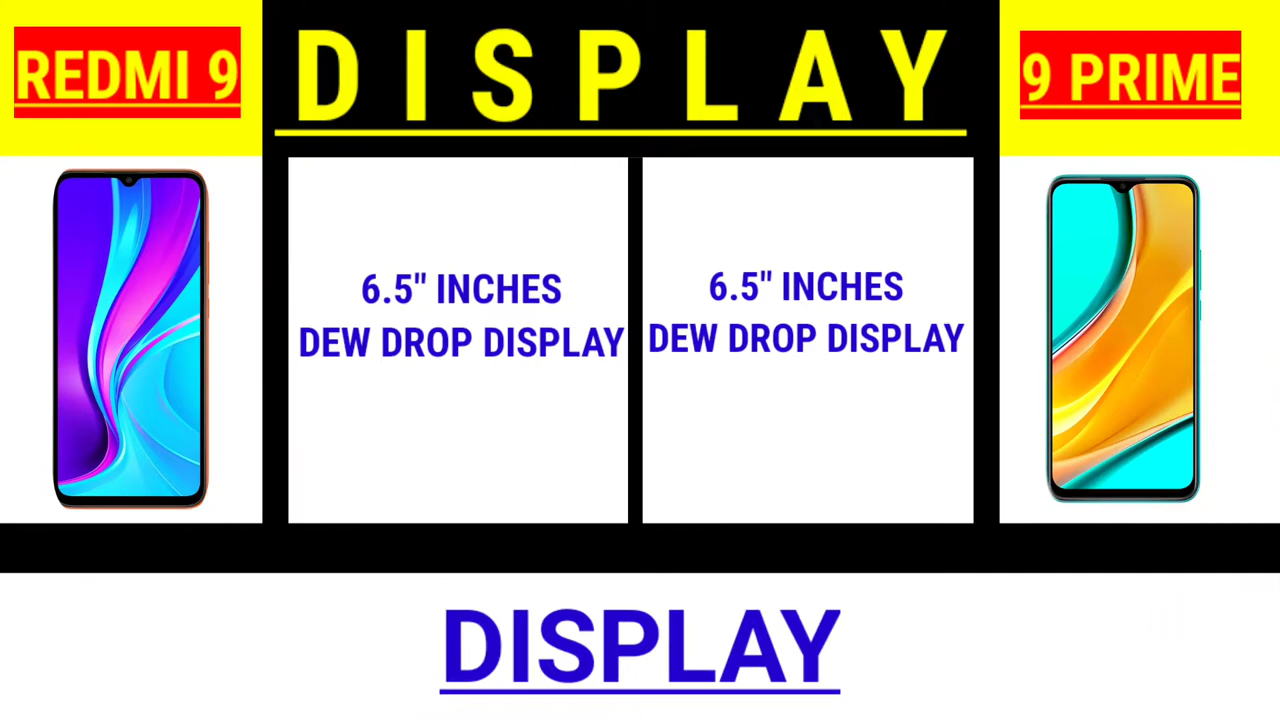 REDMI 9
D I S P L A Y
9 PRIME
6.5" INCHES
DEW DROP DISPLAY
6.5" INCHES
DEW DROP DISPLAY
DISPLAY